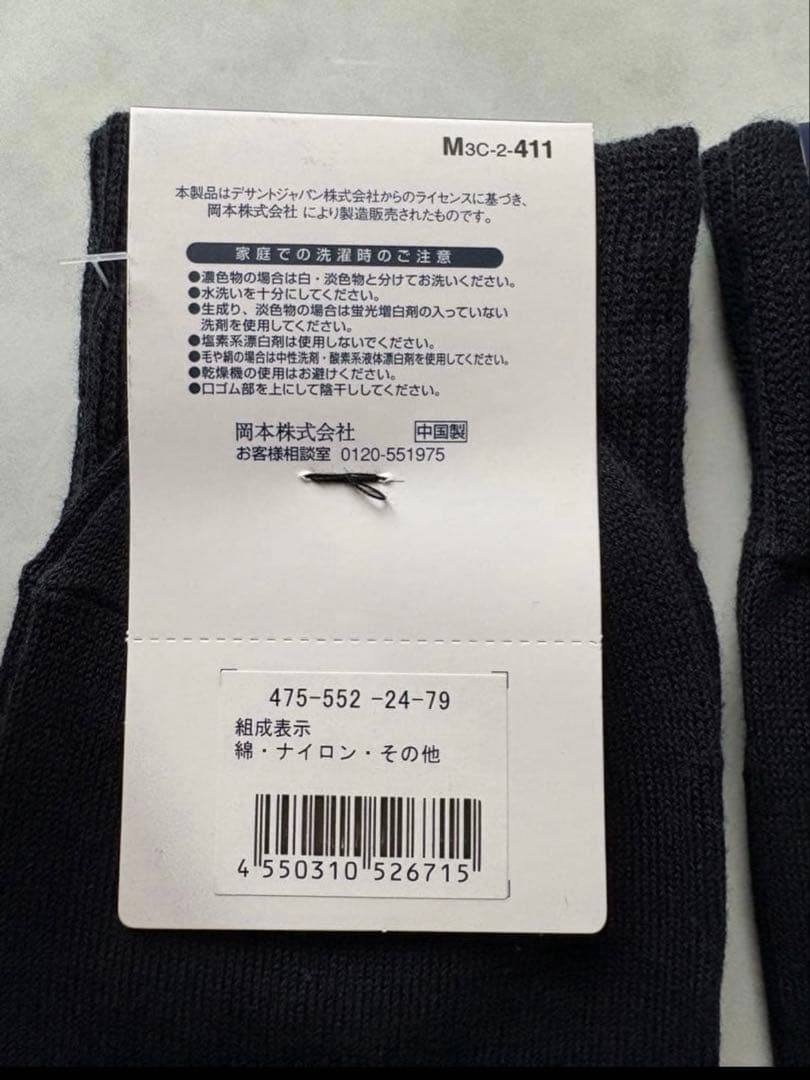 M3C-2-411
本製品はデサントジャパン株式会社からのライセンスに基づき、
岡本株式会社 により製造販売されたものです。
家庭での洗濯時のご注意
●濃色物の場合は白・淡色物と分けてお洗いください。
●水洗いを十分にしてください。
●生成り、淡色物の場合は蛍光増白剤の入っていない
洗剤を使用してください。
●塩素系漂白剤は使用しないでください。
●毛や絹の場合は中性洗剤・酸素系液体漂白剤を使用してください。
●乾燥機の使用はお避けください。
●口ゴム部を上にして陰干ししてください。
岡本株式会社 中国製
お客様相談室 0120-551975
475-552 -24-79
組成表示
綿・ナイロン・その他
4 550310 526715